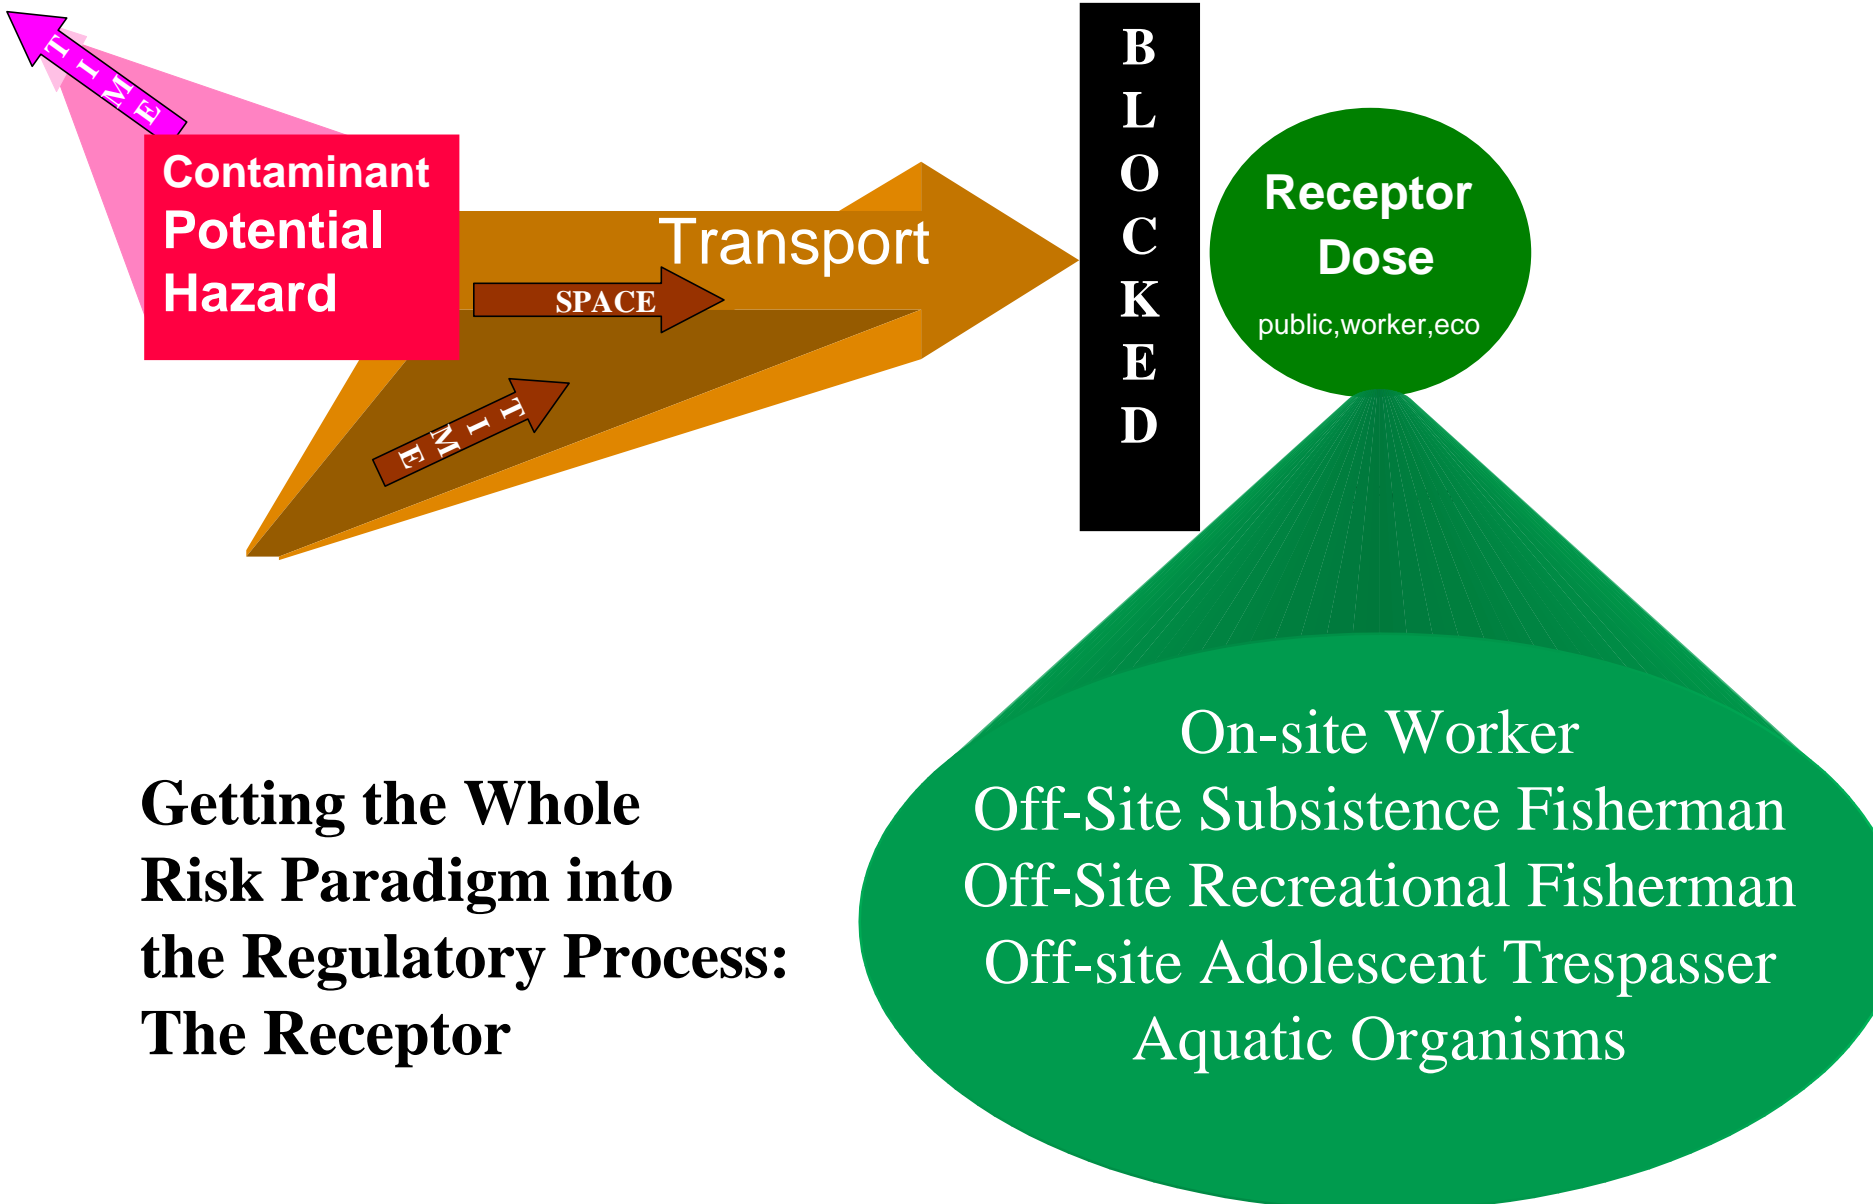 TIME
Contaminant
Potential
Hazard
Transport
SPACE
TIME
BLOCKED
Receptor
Dose
public,worker,eco
On-site Worker
Off-Site Subsistence Fisherman
Off-Site Recreational Fisherman
Off-site Adolescent Trespasser
Aquatic Organisms
Getting the Whole
Risk Paradigm into
the Regulatory Process:
The Receptor